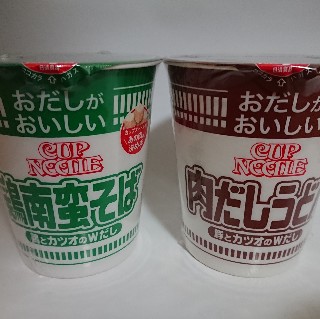 おだしが
おいしい
CUP
NOODLE
鴨南蛮そば
とカツオのWだし
おだしが
おいしい
CUP
NOODLE
肉だしうど
豚とカツオのWだし